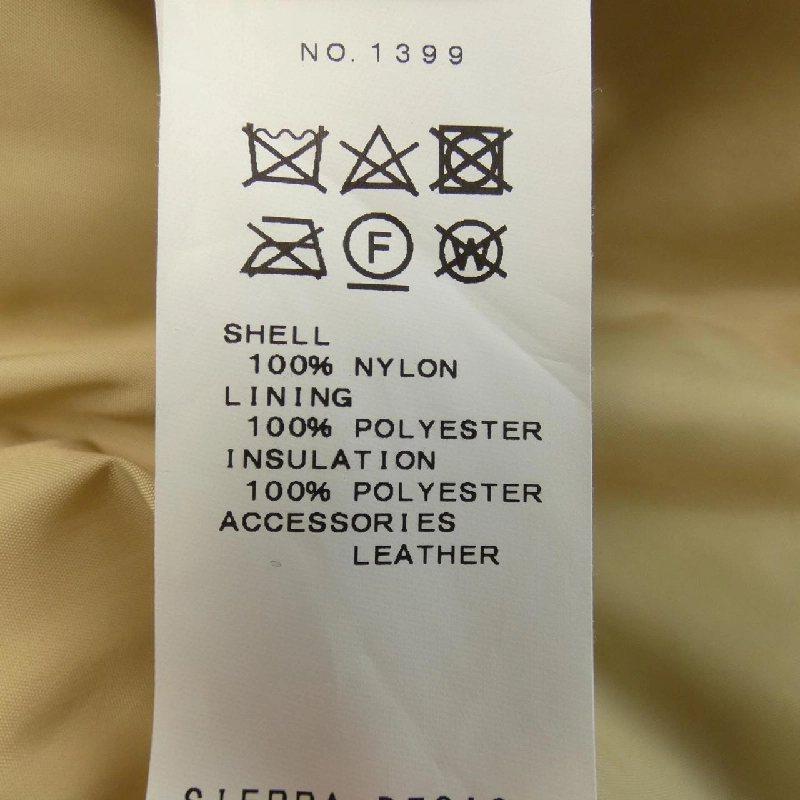 NO. 1399
F
W
SHELL
100% NYLON
LINING
100% POLYESTER
INSULATION
100% POLYESTER
ACCESSORIES
LEATHER